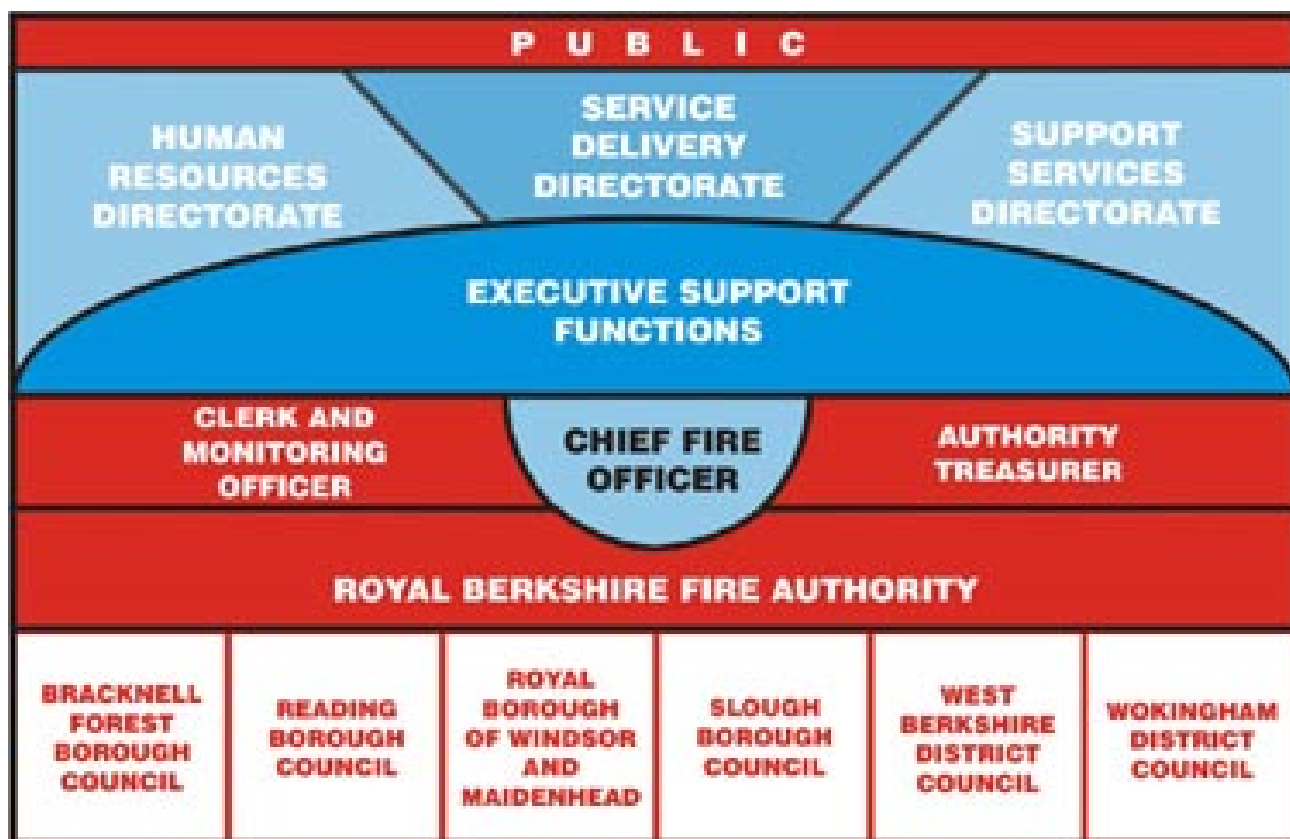 PUBLIC
HUMAN
RESOURCES
DIRECTORATE
SERVICE
DELIVERY
DIRECTORATE
SUPPORT
SERVICES
DIRECTORATE
EXECUTIVE SUPPORT
FUNCTIONS
CLERK AND
MONITORING
OFFICER
CHIEF FIRE
OFFICER
AUTHORITY
TREASURER
ROYAL BERKSHIRE FIRE AUTHORITY
BRACKNELL
FOREST
BOROUGH
COUNCIL
READING
BOROUGH
COUNCIL
ROYAL
BOROUGH
OF WINDSOR
AND
MAIDENHEAD
SLOUGH
BOROUGH
COUNCIL
WEST
BERKSHIRE
DISTRICT
COUNCIL
WOKINGHAM
DISTRICT
COUNCIL